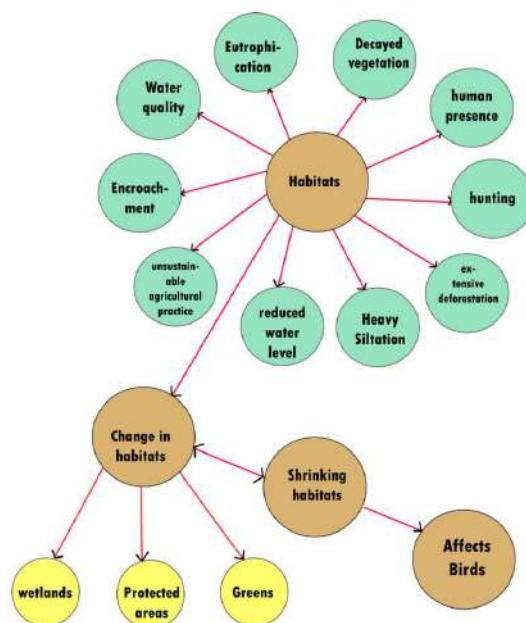 Eutrophi-
cation
Decayed
vegetation
Water
quality
human
presence
Habitats
Encroach-
ment
hunting
unsustain-
able
agricultural
practice
ex-
tensive
deforestation
reduced
water
level
Heavy
Siltation
Change in
habitats
Shrinking
habitats
Affects
Birds
wetlands
Protected
areas
Greens